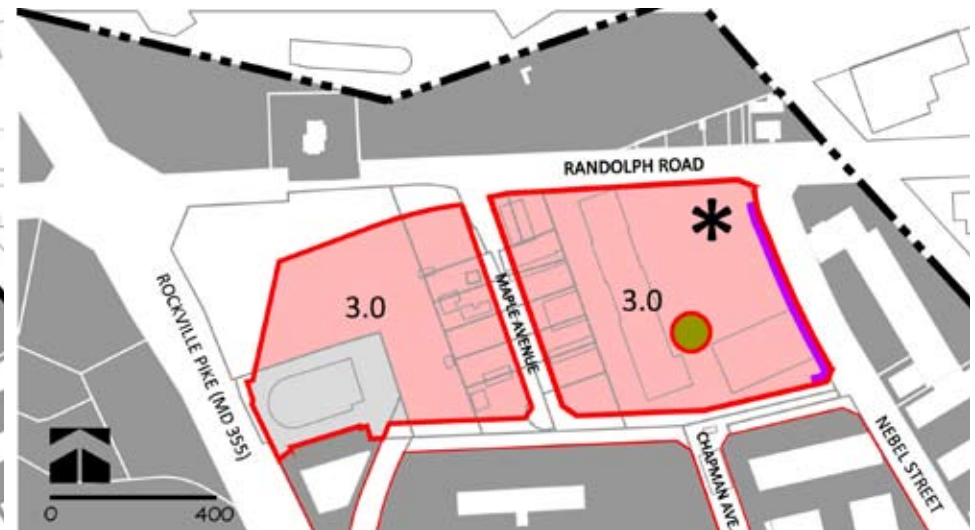 RANDOLPH ROAD
*
3.0
3.0
MAPLE AVENUE
ROCKVILLE PIKE (MD 355)
CHAPMAN AVE.
NEBEL STREET
0 400